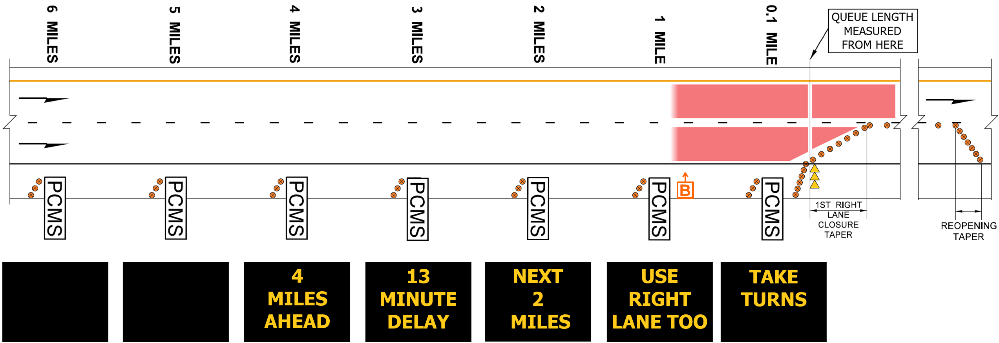 6 MILES
5 MILES
4 MILES
3 MILES
2 MILES
1 MILE
0.1 MILE
QUEUE LENGTH
MEASURED
FROM HERE
PCMS
PCMS
PCMS
PCMS
PCMS
PCMS
B
PCMS
1ST RIGHT
LANE
CLOSURE
TAPER
REOPENING
TAPER
4
MILES
AHEAD
13
MINUTE
DELAY
NEXT
2
MILES
USE
RIGHT
LANE TOO
TAKE
TURNS